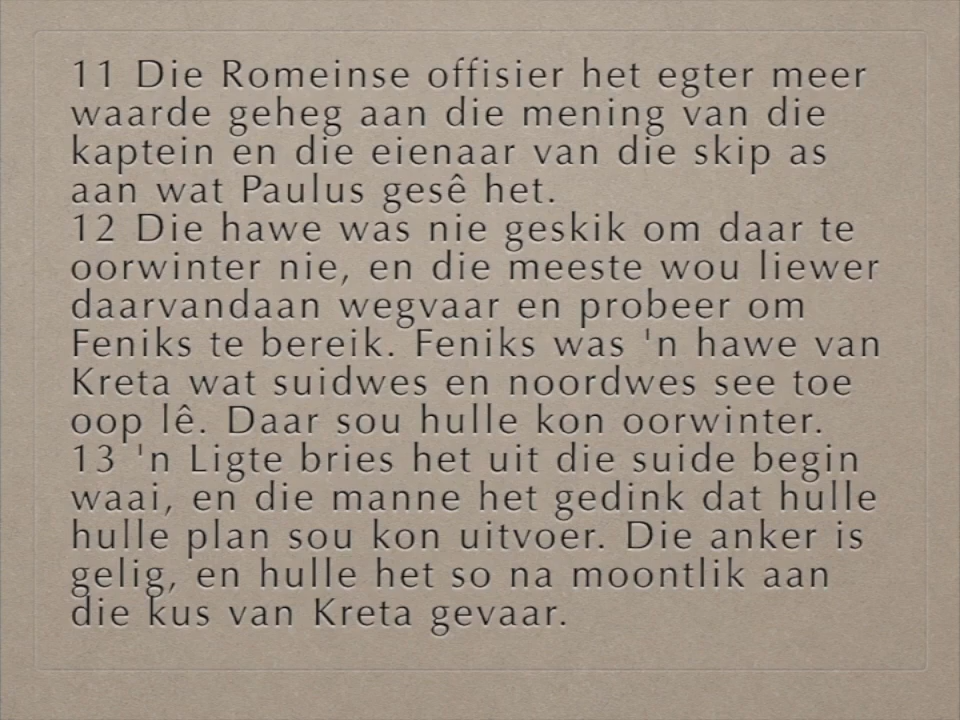 11 Die Romeinse offisier het egter meer
waarde geheg aan die mening van die
kaptein en die eienaar van die skip as
aan wat Paulus gesê het.
12 Die hawe was nie geskik om daar te
oorwinter nie, en die meeste wou liewer
daarvandaan wegvaar en probeer om
Feniks te bereik. Feniks was 'n hawe van
Kreta wat suidwes en noordwes see toe
oop lê. Daar sou hulle kon oorwinter.
13 'n Ligte bries het uit die suide begin
waai, en die manne het gedink dat hulle
hulle plan sou kon uitvoer. Die anker is
gelig, en hulle het so na moontlik aan
die kus van Kreta gevaar.